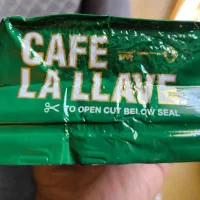 CAFE
LA LLAVE
TO OPEN CUT BELOW SEAL